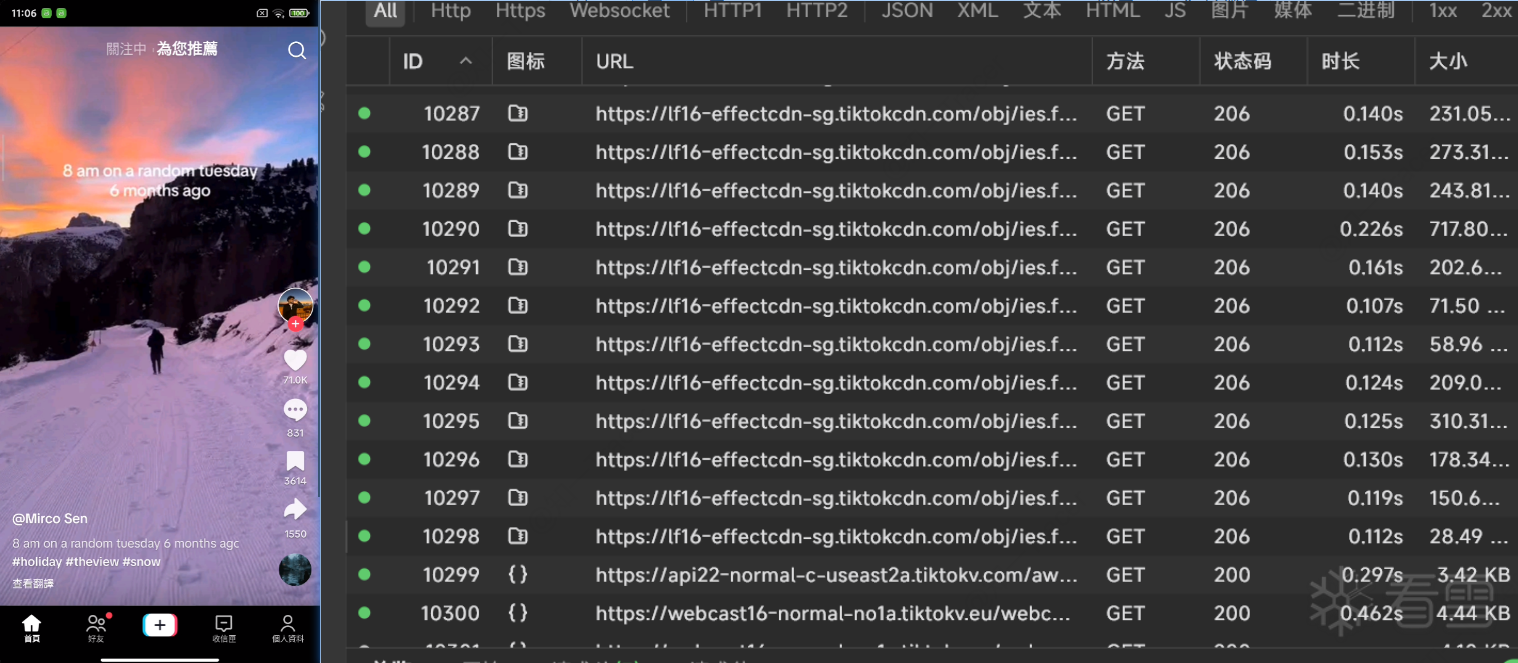 11:06
100
關注中
為您推薦
8 am on a random tuesday
6 months ago
71.0K
831
3614
1550
@Mirco Sen
8 am on a random tuesday 6 months ago
#holiday #theview #snow
查看翻譯
首頁
好友
收信匣
個人資料
All Http Https Websocket HTTP1 HTTP2 JSON XML 文本 HTML JS 图片 媒体 二进制 1xx 2xx
ID 图标 URL 方法 状态码 时长 大小
10287 https://lf16-effectcdn-sg.tiktokcdn.com/obj/ies.f... GET 206 0.140s 231.05...
10288 https://lf16-effectcdn-sg.tiktokcdn.com/obj/ies.f... GET 206 0.153s 273.31...
10289 https://lf16-effectcdn-sg.tiktokcdn.com/obj/ies.f... GET 206 0.140s 243.81...
10290 https://lf16-effectcdn-sg.tiktokcdn.com/obj/ies.f... GET 206 0.226s 717.80...
10291 https://lf16-effectcdn-sg.tiktokcdn.com/obj/ies.f... GET 206 0.161s 202.6...
10292 https://lf16-effectcdn-sg.tiktokcdn.com/obj/ies.f... GET 206 0.107s 71.50 ...
10293 https://lf16-effectcdn-sg.tiktokcdn.com/obj/ies.f... GET 206 0.112s 58.96 ...
10294 https://lf16-effectcdn-sg.tiktokcdn.com/obj/ies.f... GET 206 0.124s 209.0...
10295 https://lf16-effectcdn-sg.tiktokcdn.com/obj/ies.f... GET 206 0.125s 310.31...
10296 https://lf16-effectcdn-sg.tiktokcdn.com/obj/ies.f... GET 206 0.130s 178.34...
10297 https://lf16-effectcdn-sg.tiktokcdn.com/obj/ies.f... GET 206 0.119s 150.6...
10298 https://lf16-effectcdn-sg.tiktokcdn.com/obj/ies.f... GET 206 0.112s 28.49 ...
10299 { } https://api22-normal-c-useast2a.tiktokv.com/aw... GET 200 0.297s 3.42 KB
10300 { } https://webcast16-normal-no1a.tiktokv.eu/webc... GET 200 0.462s 4.44 KB
看雪